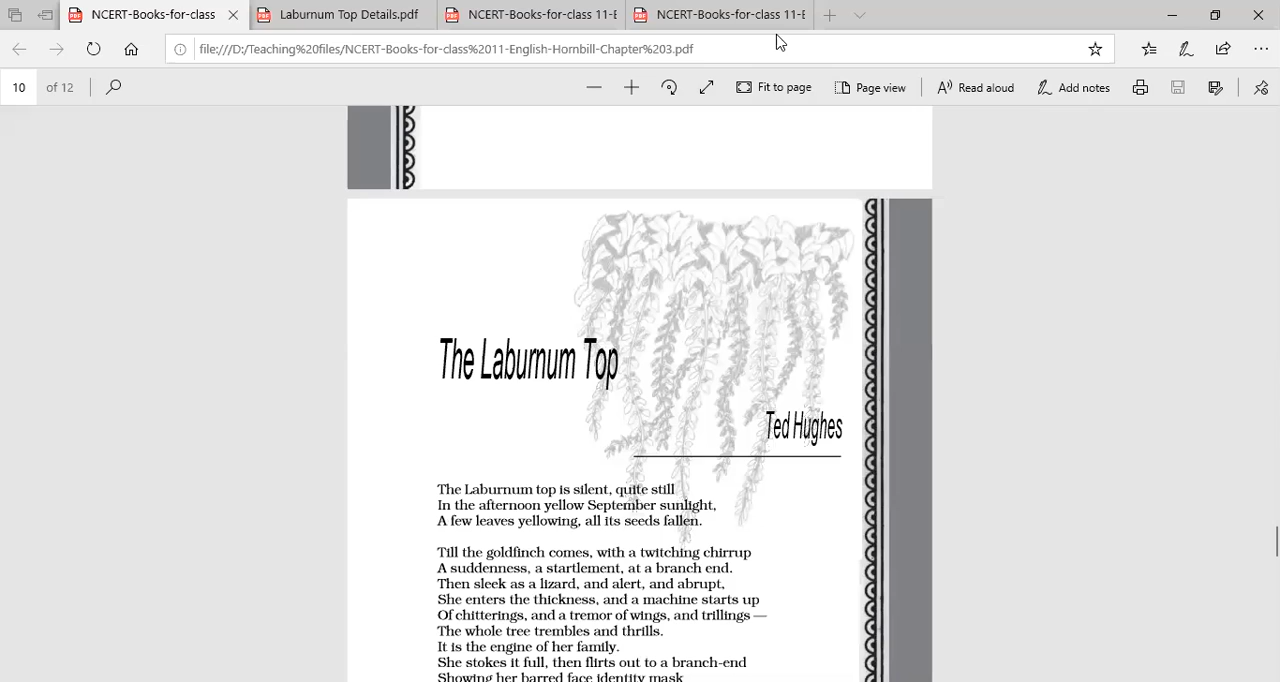 NCERT-Books-for-class
Laburnum Top Details.pdf
NCERT-Books-for-class 11-E
NCERT-Books-for-class 11-E
file:///D:/Teaching%20files/NCERT-Books-for-class%2011-English-Hornbill-Chapter%203.pdf
10 of 12
Fit to page
Page view
Read aloud
Add notes
The Laburnum Top
Ted Hughes
The Laburnum top is silent, quite still
In the afternoon yellow September sunlight,
A few leaves yellowing, all its seeds fallen.
Till the goldfinch comes, with a twitching chirrup
A suddenness, a startlement, at a branch end.
Then sleek as a lizard, and alert, and abrupt,
She enters the thickness, and a machine starts up
Of chitterings, and a tremor of wings, and trillings —
The whole tree trembles and thrills.
It is the engine of her family.
She stokes it full, then flirts out to a branch-end
Showing her barred face identity mask